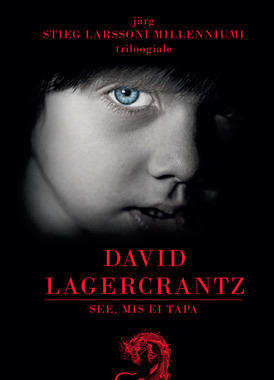 järg
STIEG LARSSONI MILLENNIUMI
triloogiale
DAVID
LAGERCRANTZ
SEE, MIS EI TAPA